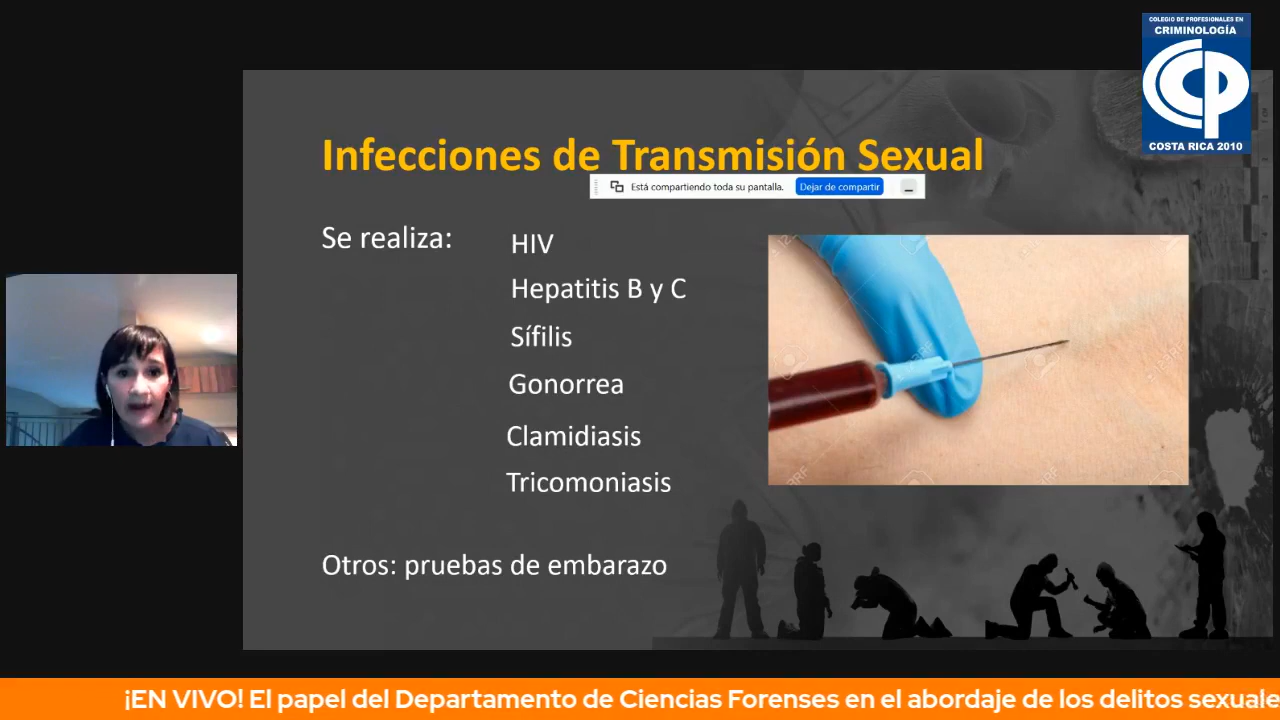 COLEGIO DE PROFESIONALES EN
CRIMINOLOGÍA
COSTA RICA 2010
Infecciones de Transmisión Sexual
Está compartiendo toda su pantalla.
Dejar de compartir
Se realiza:
HIV
Hepatitis B y C
Sífilis
Gonorrea
Clamidiasis
Tricomoniasis
Otros: pruebas de embarazo
¡EN VIVO! El papel del Departamento de Ciencias Forenses en el abordaje de los delitos sexuale